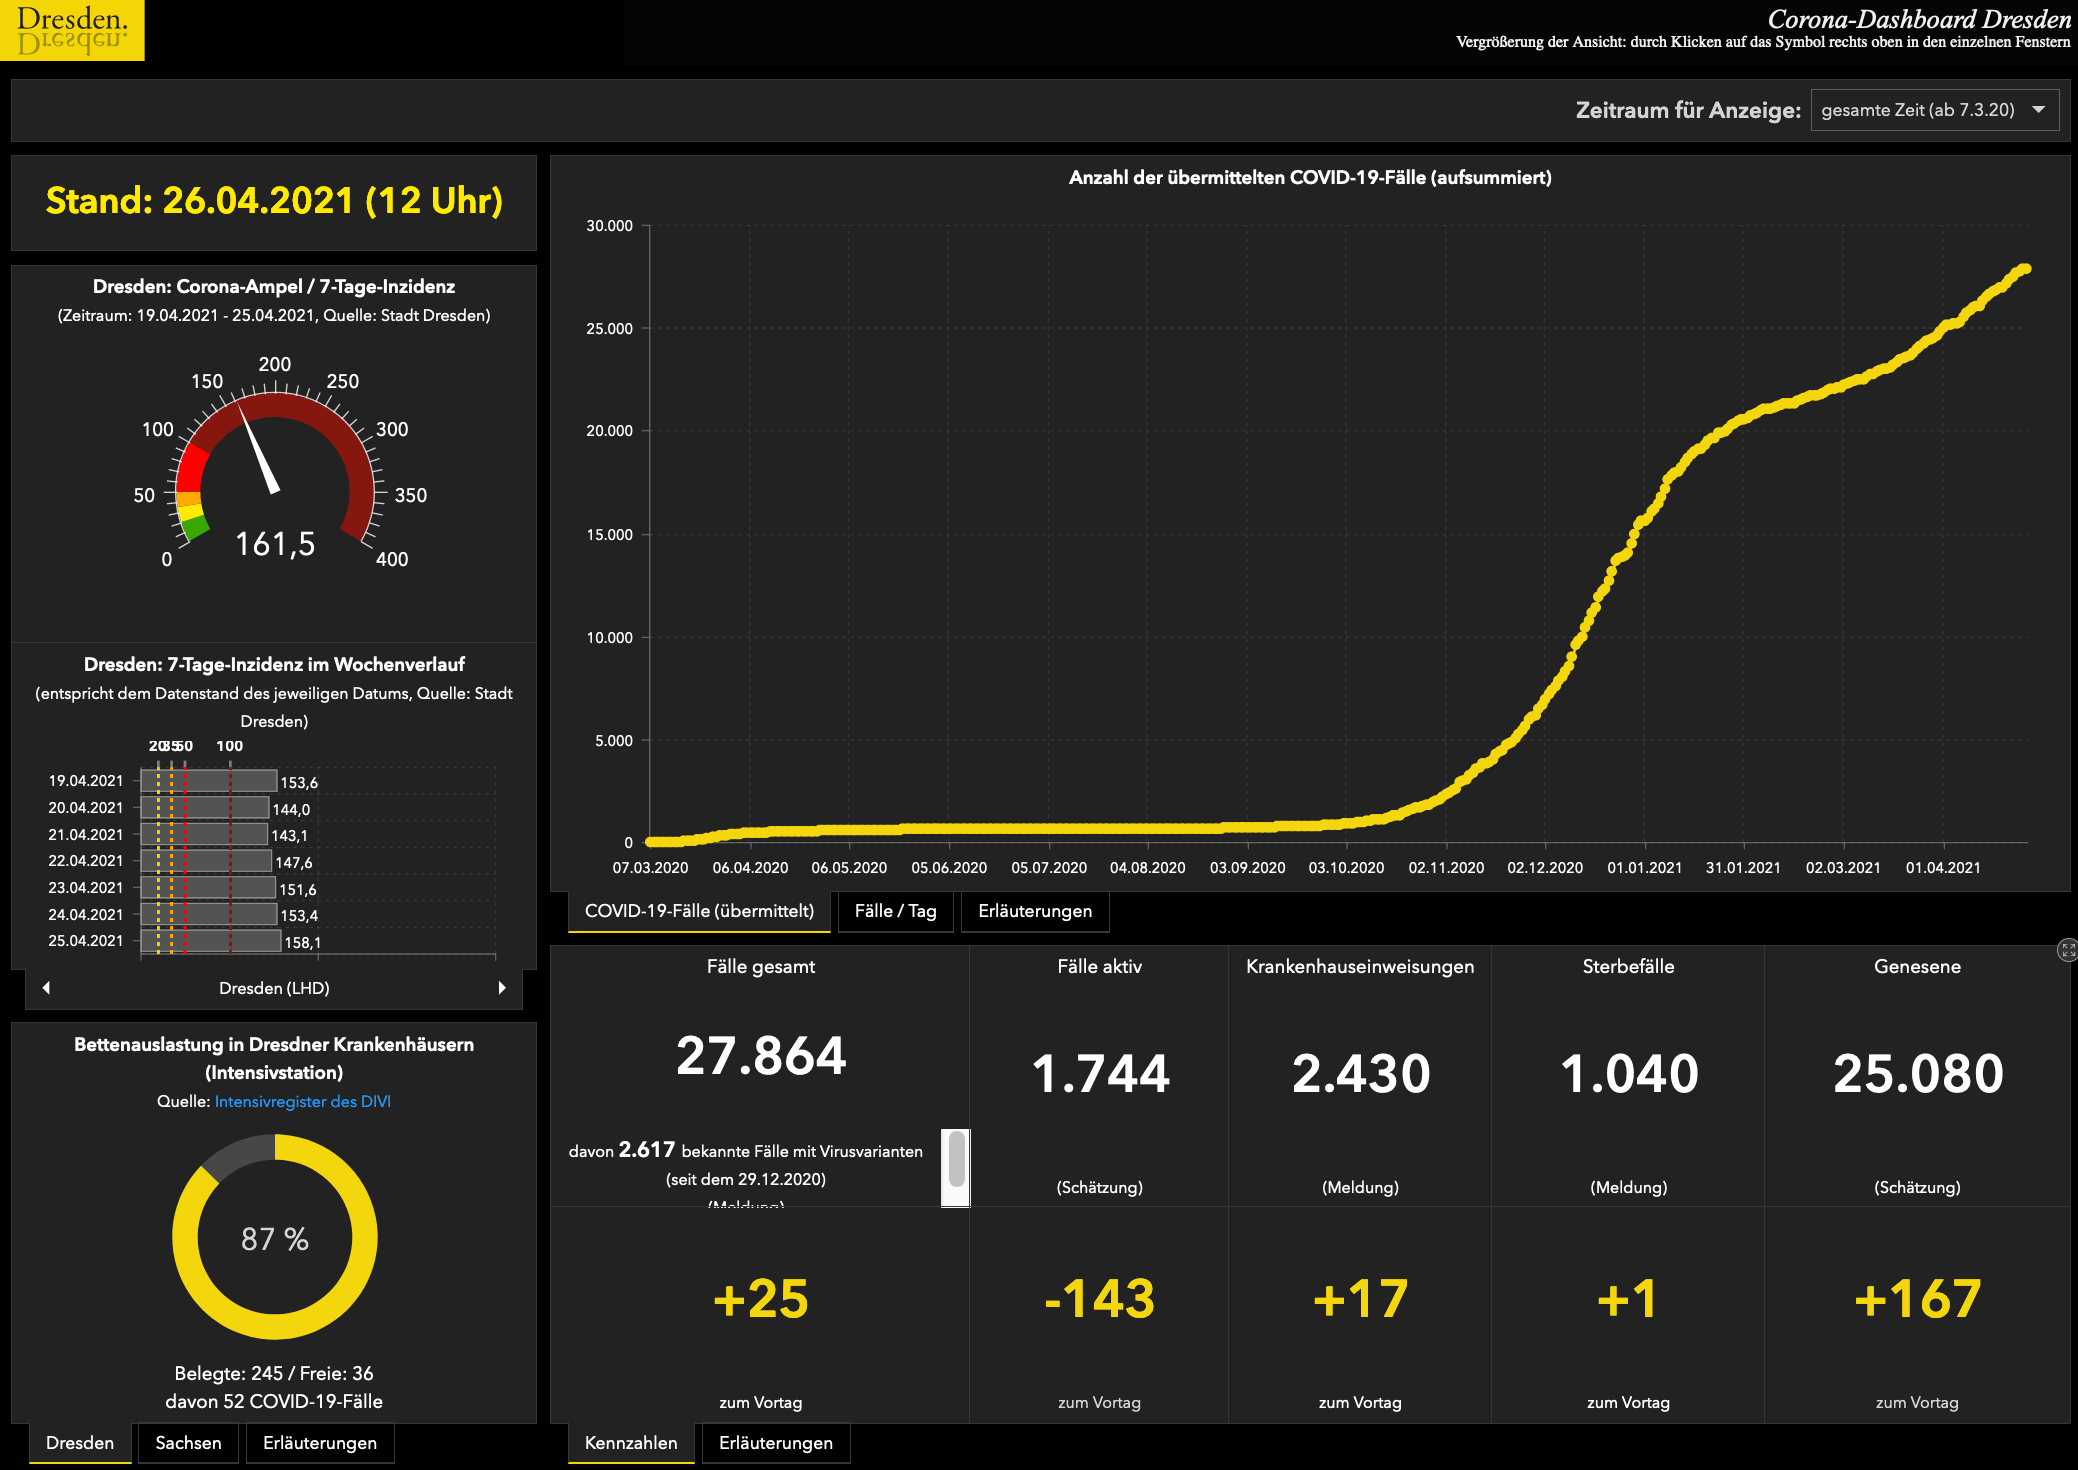 Dresden.
Dresden.
Corona-Dashboard Dresden
Vergrößerung der Ansicht: durch Klicken auf das Symbol rechts oben in den einzelnen Fenstern
Zeitraum für Anzeige: gesamte Zeit (ab 7.3.20)
Stand: 26.04.2021 (12 Uhr)
Dresden: Corona-Ampel / 7-Tage-Inzidenz
(Zeitraum: 19.04.2021 - 25.04.2021, Quelle: Stadt Dresden)
0
50
100
150
200
250
300
350
400
161,5
Dresden: 7-Tage-Inzidenz im Wochenverlauf
(entspricht dem Datenstand des jeweiligen Datums, Quelle: Stadt
Dresden)
20 35 50 100
19.04.2021 153,6
20.04.2021 144,0
21.04.2021 143,1
22.04.2021 147,6
23.04.2021 151,6
24.04.2021 153,4
25.04.2021 158,1
Dresden (LHD)
Bettenauslastung in Dresdner Krankenhäusern
(Intensivstation)
Quelle: Intensivregister des DIVI
87 %
Belegte: 245 / Freie: 36
davon 52 COVID-19-Fälle
Dresden Sachsen Erläuterungen
Anzahl der übermittelten COVID-19-Fälle (aufsummiert)
30.000
25.000
20.000
15.000
10.000
5.000
0
07.03.2020 06.04.2020 06.05.2020 05.06.2020 05.07.2020 04.08.2020 03.09.2020 03.10.2020 02.11.2020 02.12.2020 01.01.2021 31.01.2021 02.03.2021 01.04.2021
COVID-19-Fälle (übermittelt) Fälle / Tag Erläuterungen
Fälle gesamt
27.864
davon 2.617 bekannte Fälle mit Virusvarianten
(seit dem 29.12.2020)
(Meldung)
+25
zum Vortag
Fälle aktiv
1.744
(Schätzung)
-143
zum Vortag
Krankenhauseinweisungen
2.430
(Meldung)
+17
zum Vortag
Sterbefälle
1.040
(Meldung)
+1
zum Vortag
Genesene
25.080
(Schätzung)
+167
zum Vortag
Kennzahlen Erläuterungen